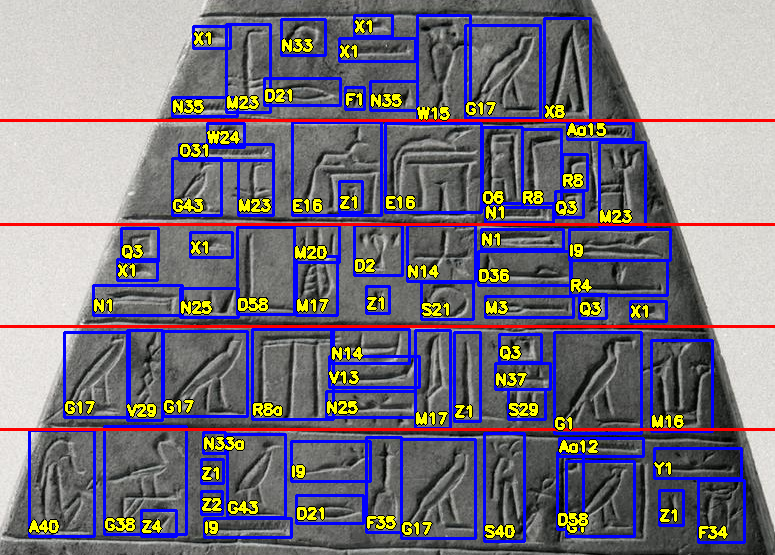 X1 N35 M23 N33 D21 X1 X1 F1 N35 W15 G17 X8
W24 D31 G43 M23 E16 Z1 E16 O6 N1 R8 Aa15 R8 Q3 M23
Q3 X1 N1 X1 N25 D58 M20 M17 D2 Z1 N14 S21 N1 D36 M3 I9 R4 Q3 X1
G17 V29 G17 R8a N14 V13 N25 M17 Z1 Q3 N37 S29 G1 M16
A40 G38 Z4 N33a Z1 Z2 G43 I9 I9 D21 F35 G17 S40 Aa12 D58 Y1 Z1 F34